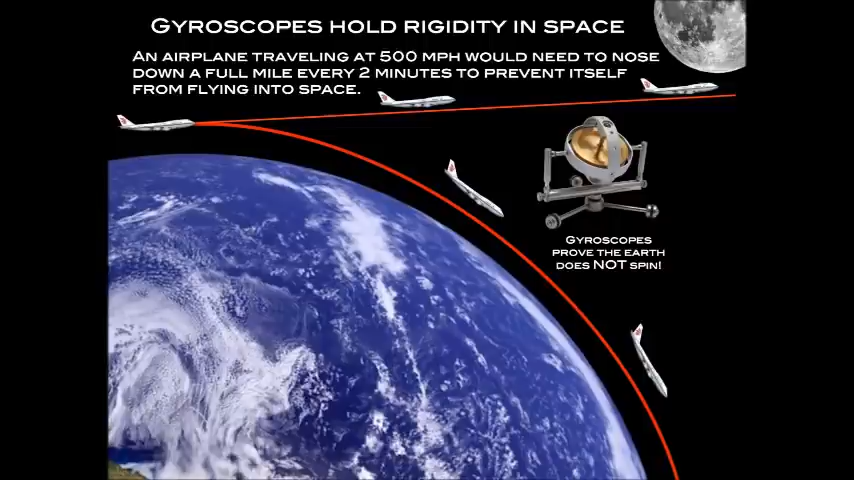 Gyroscopes hold rigidity in space
An airplane traveling at 500 mph would need to nose
down a full mile every 2 minutes to prevent itself
from flying into space.
Gyroscopes
prove the earth
does NOT spin!